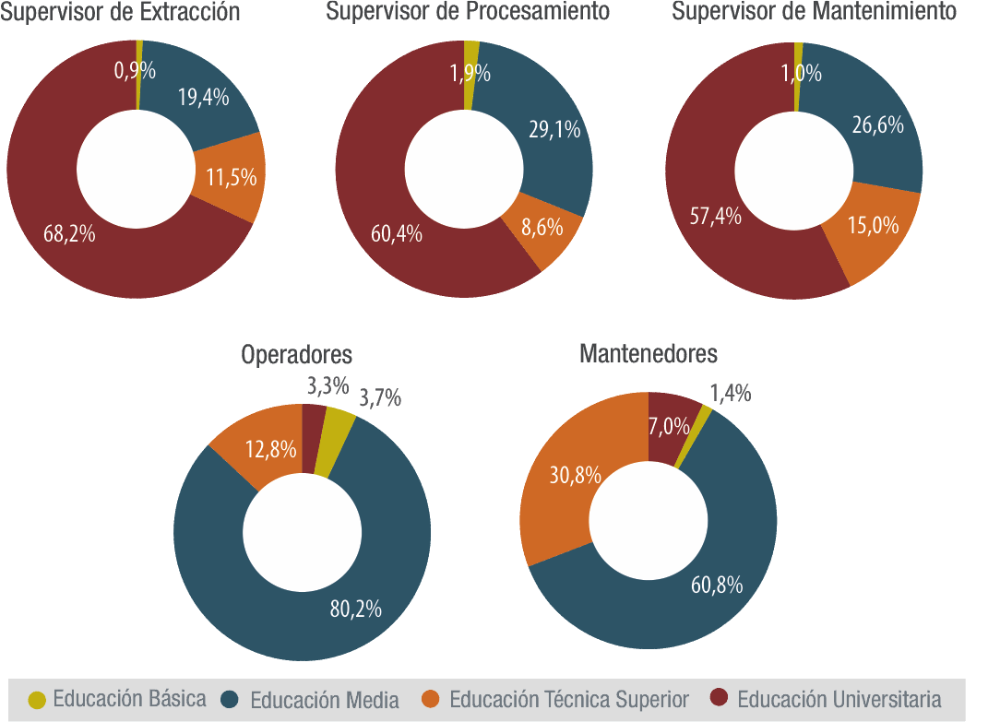 Supervisor de Extracción
Supervisor de Procesamiento
Supervisor de Mantenimiento
0,9%
19,4%
11,5%
68,2%
1,9%
29,1%
8,6%
60,4%
1,0%
26,6%
15,0%
57,4%
Operadores
3,3%
3,7%
12,8%
80,2%
Mantenedores
1,4%
7,0%
30,8%
60,8%
Educación Básica
Educación Media
Educación Técnica Superior
Educación Universitaria